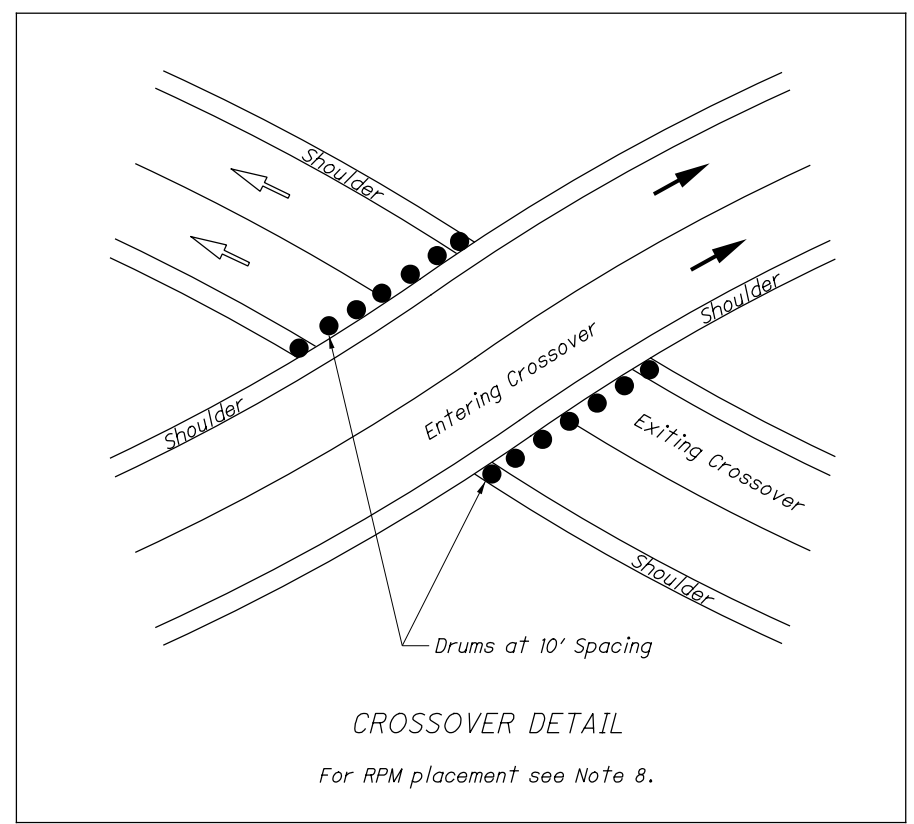 Shoulder
Shoulder
Entering Crossover
Shoulder
Exiting Crossover
Shoulder
Drums at 10' Spacing
CROSSOVER DETAIL
For RPM placement see Note 8.